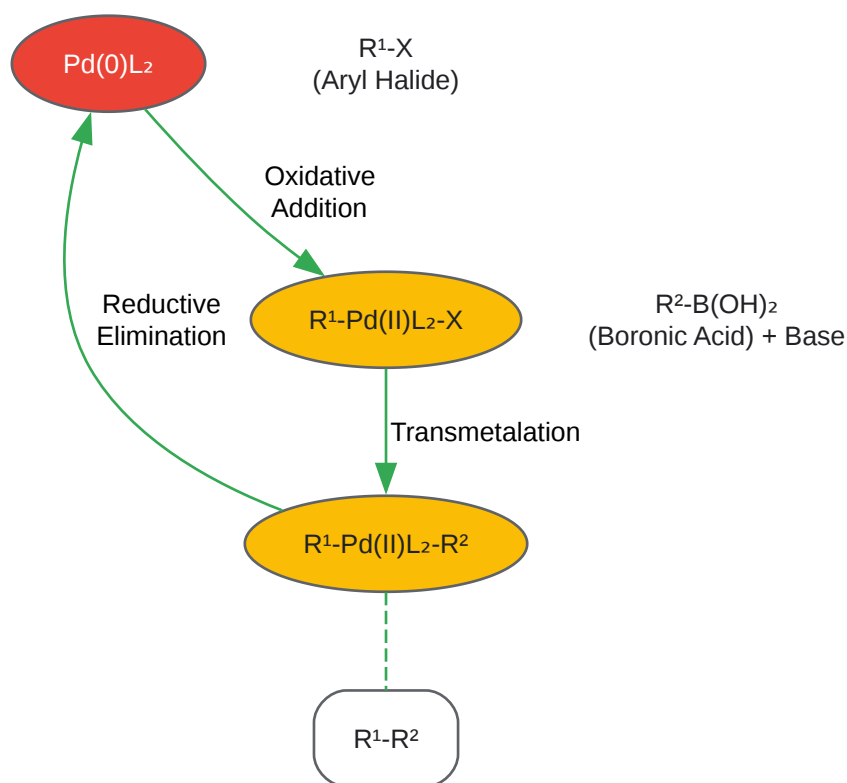 Pd(0)L₂
R¹-X
(Aryl Halide)
Oxidative
Addition
Reductive
Elimination
R¹-Pd(II)L₂-X
R²-B(OH)₂
(Boronic Acid) + Base
Transmetalation
R¹-Pd(II)L₂-R²
R¹-R²